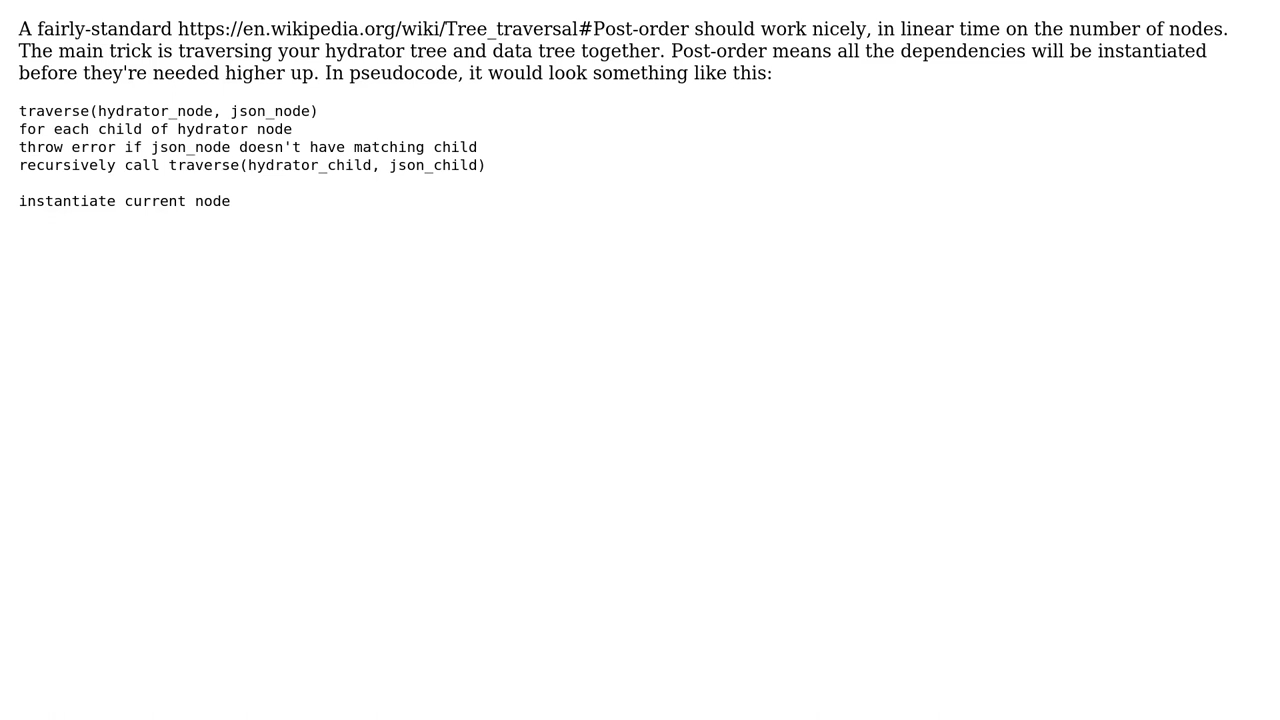 A fairly-standard https://en.wikipedia.org/wiki/Tree_traversal#Post-order should work nicely, in linear time on the number of nodes.
The main trick is traversing your hydrator tree and data tree together. Post-order means all the dependencies will be instantiated
before they're needed higher up. In pseudocode, it would look something like this:
traverse(hydrator_node, json_node)
for each child of hydrator node
throw error if json_node doesn't have matching child
recursively call traverse(hydrator_child, json_child)
instantiate current node